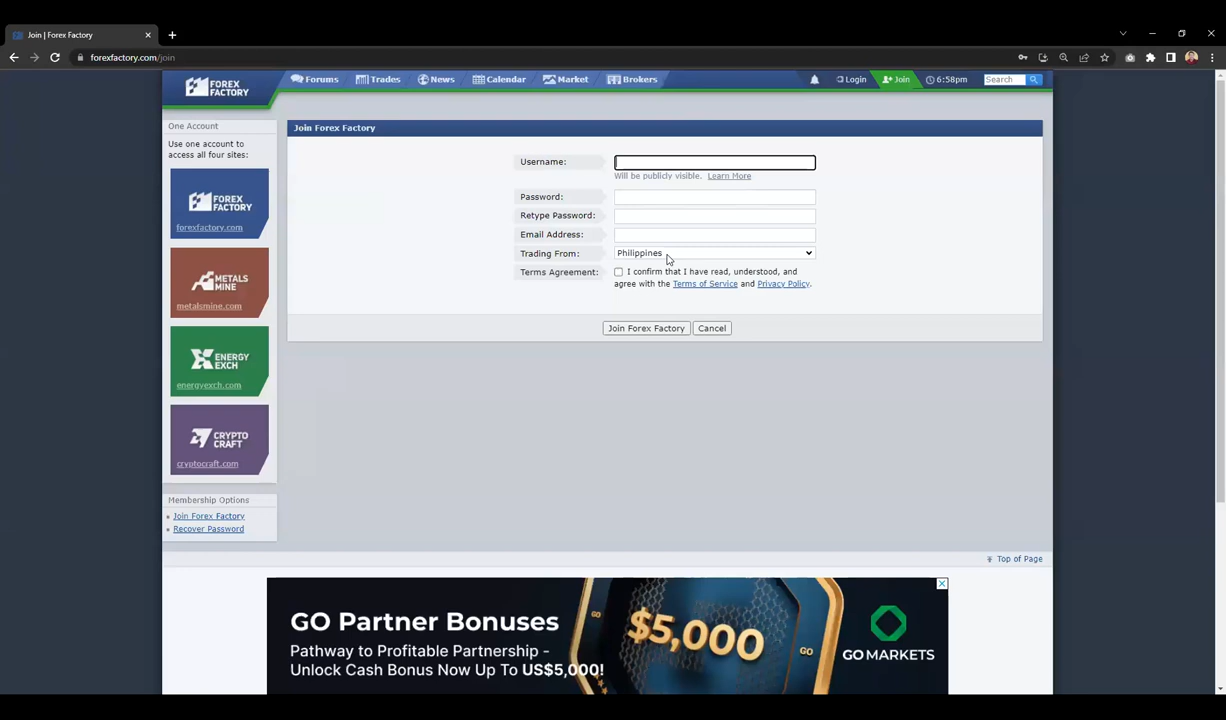 Join | Forex Factory
forexfactory.com/join
FOREX FACTORY
Forums Trades News Calendar Market Brokers
Login Join 6:58pm Search
One Account
Use one account to
access all four sites:
FOREX
FACTORY
forexfactory.com
METALS
MINE
metalsmine.com
ENERGY
EXCH
energyexch.com
CRYPTO
CRAFT
cryptocraft.com
Membership Options
Join Forex Factory
Recover Password
Join Forex Factory
Username:
Will be publicly visible. Learn More
Password:
Retype Password:
Email Address:
Trading From: Philippines
Terms Agreement: I confirm that I have read, understood, and
agree with the Terms of Service and Privacy Policy.
Join Forex Factory Cancel
Top of Page
GO Partner Bonuses
Pathway to Profitable Partnership -
Unlock Cash Bonus Now Up To US$5,000!
GO
$5,000
GO
GO MARKETS